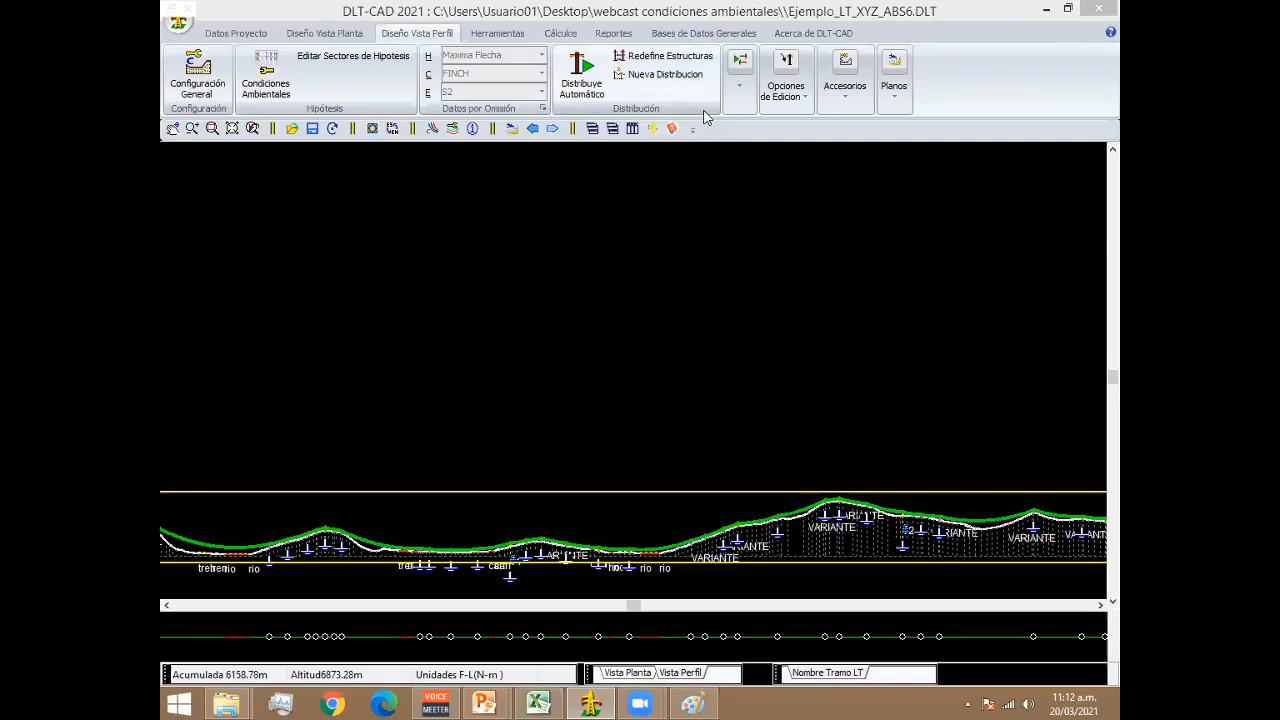 DLT-CAD 2021 : C:\Users\Usuario01\Desktop\webcast condiciones ambientales\\Ejemplo_LT_XYZ_ABS6.DLT
Datos Proyecto Diseño Vista Planta Diseño Vista Perfil Herramientas Cálculos Reportes Bases de Datos Generales Acerca de DLT-CAD
Configuración General
Configuración
Condiciones Ambientales
Editar Sectores de Hipotesis
Hipótesis
H Maxima Flecha
C FINCH
E S2
Datos por Omisión
Distribuye Automático
Redefine Estructuras
Nueva Distribucion
Distribución
Opciones de Edicion
Accesorios
Planos
VARIANTE
VARIANTE
VARIANTE
rio rio
rio rio
Acumulada 6158.78m Altitud6873.28m Unidades F-L(N-m ) Vista Planta Vista Perfil Nombre Tramo LT
VOICE MEETER
11:12 a.m.
20/03/2021